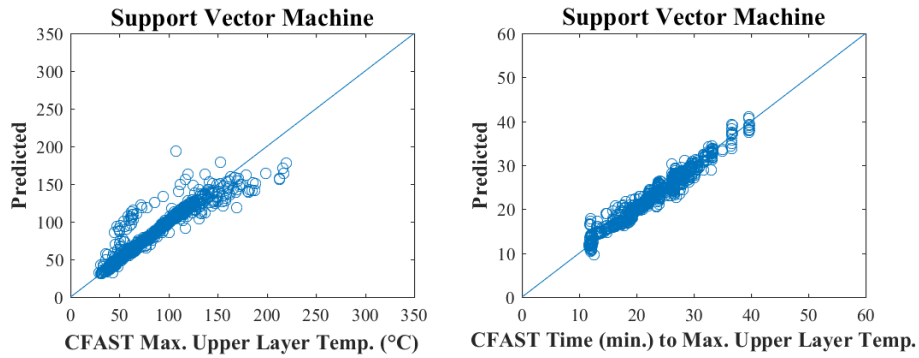 Support Vector Machine
350
300
250
200
150
100
50
0
0 50 100 150 200 250 300 350
Predicted
CFAST Max. Upper Layer Temp. (°C)
Support Vector Machine
60
50
40
30
20
10
0
0 10 20 30 40 50 60
Predicted
CFAST Time (min.) to Max. Upper Layer Temp.